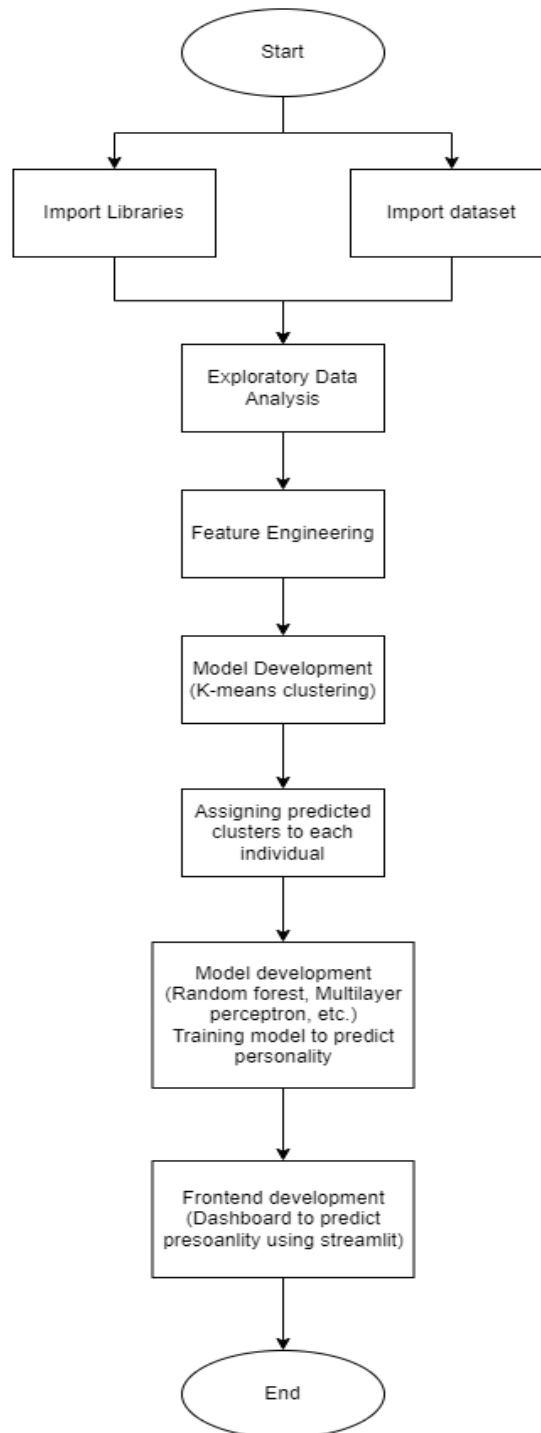 Start
Import Libraries
Import dataset
Exploratory Data
Analysis
Feature Engineering
Model Development
(K-means clustering)
Assigning predicted
clusters to each
individual
Model development
(Random forest, Multilayer
perceptron, etc.)
Training model to predict
personality
Frontend development
(Dashboard to predict
presoanlity using streamlit)
End